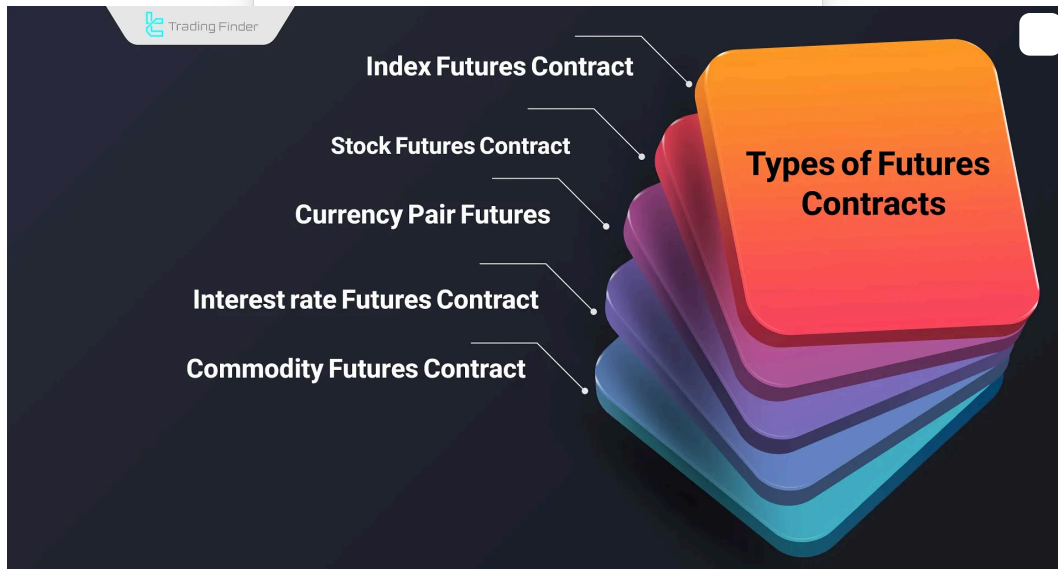 Trading Finder
Index Futures Contract
Stock Futures Contract
Currency Pair Futures
Interest rate Futures Contract
Commodity Futures Contract
Types of Futures
Contracts